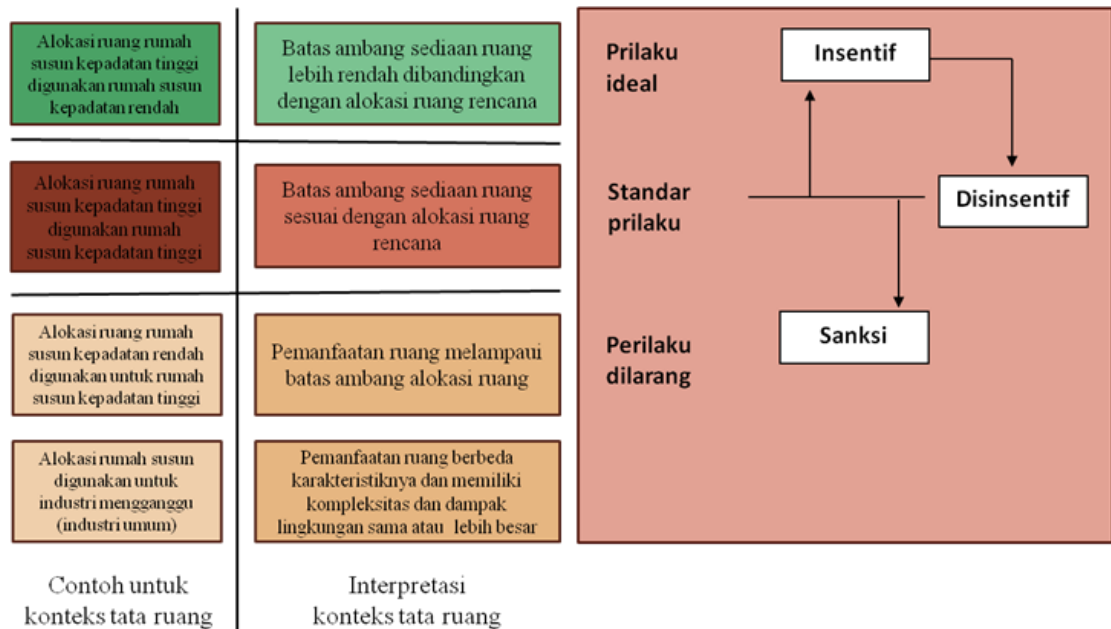 Alokasi ruang rumah
susun kepadatan tinggi
digunakan rumah susun
kepadatan rendah
Batas ambang sediaan ruang
lebih rendah dibandingkan
dengan alokasi ruang rencana
Alokasi ruang rumah
susun kepadatan tinggi
digunakan rumah
susun kepadatan tinggi
Batas ambang sediaan ruang
sesuai dengan alokasi ruang
rencana
Alokasi ruang rumah
susun kepadatan rendah
digunakan untuk rumah
susun kepadatan tinggi
Pemanfaatan ruang melampaui
batas ambang alokasi ruang
Alokasi rumah susun
digunakan untuk
industri mengganggu
(industri umum)
Pemanfaatan ruang berbeda
karakteristiknya dan memiliki
kompleksitas dan dampak
lingkungan sama atau lebih besar
Contoh untuk
konteks tata ruang
Interpretasi
konteks tata ruang
Prilaku
ideal
Insentif
Standar
prilaku
Disinsentif
Perilaku
dilarang
Sanksi